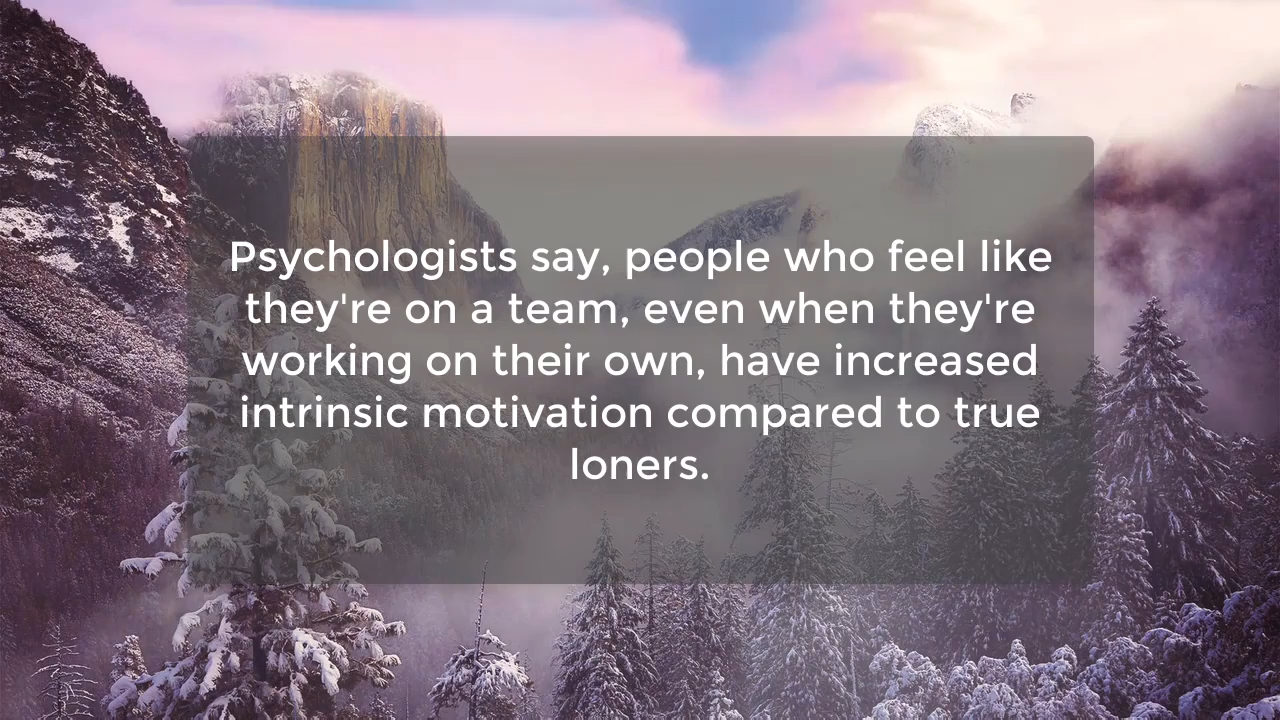 Psychologists say, people who feel like
they're on a team, even when they're
working on their own, have increased
intrinsic motivation compared to true
loners.